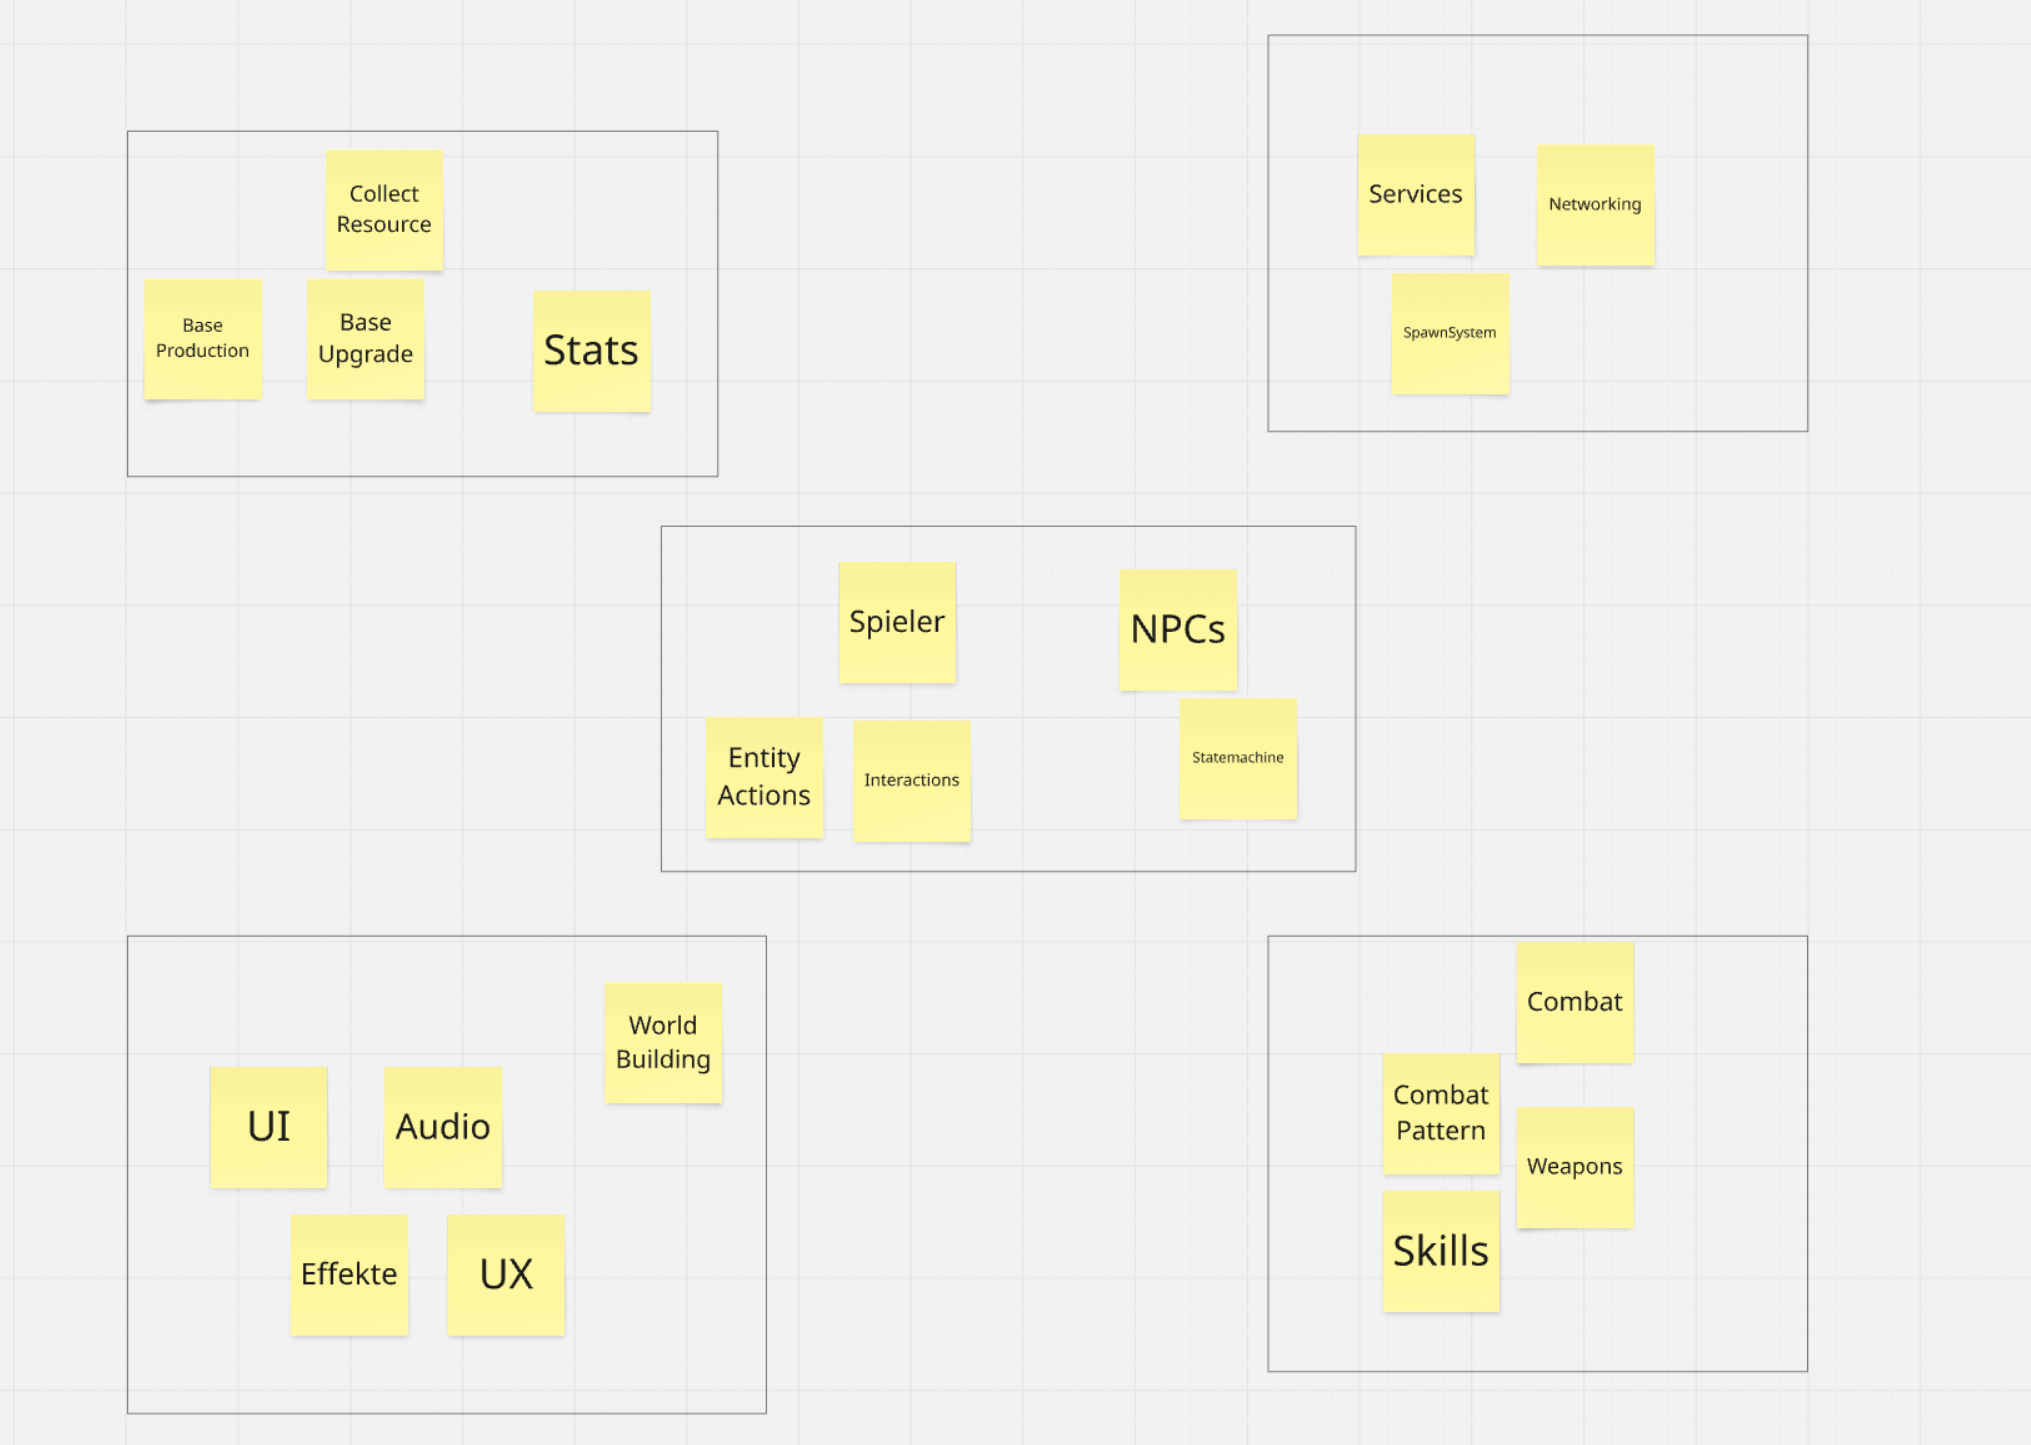 Collect
Resource
Base
Production
Base
Upgrade
Stats
Services
Networking
SpawnSystem
Spieler
NPCs
Entity
Actions
Interactions
Statemachine
World
Building
UI
Audio
Effekte
UX
Combat
Combat
Pattern
Weapons
Skills